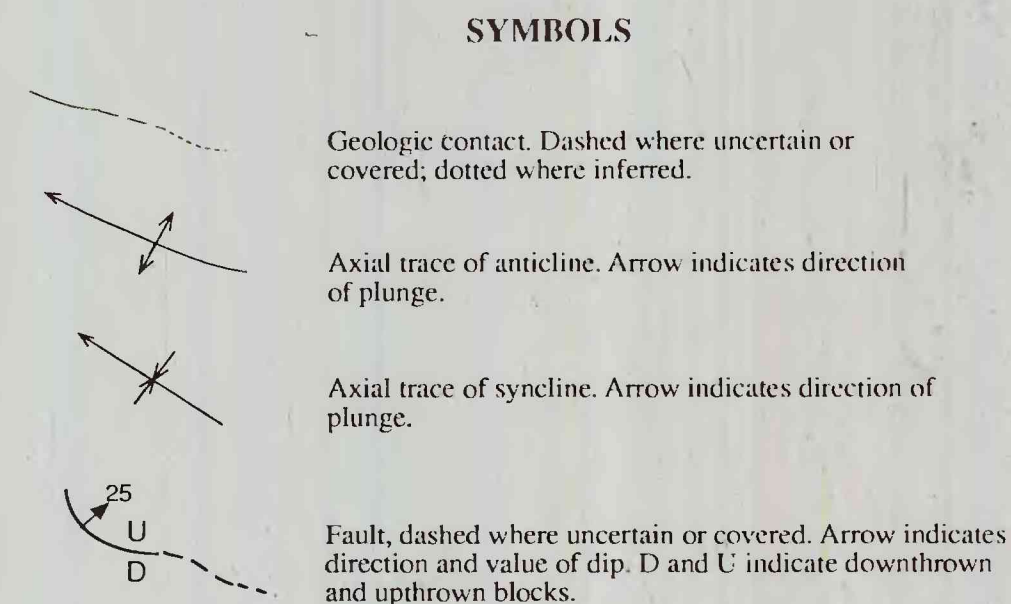 SYMBOLS
Geologic contact. Dashed where uncertain or
covered; dotted where inferred.
Axial trace of anticline. Arrow indicates direction
of plunge.
Axial trace of syncline. Arrow indicates direction of
plunge.
25
U
D
Fault, dashed where uncertain or covered. Arrow indicates
direction and value of dip. D and U indicate downthrown
and upthrown blocks.